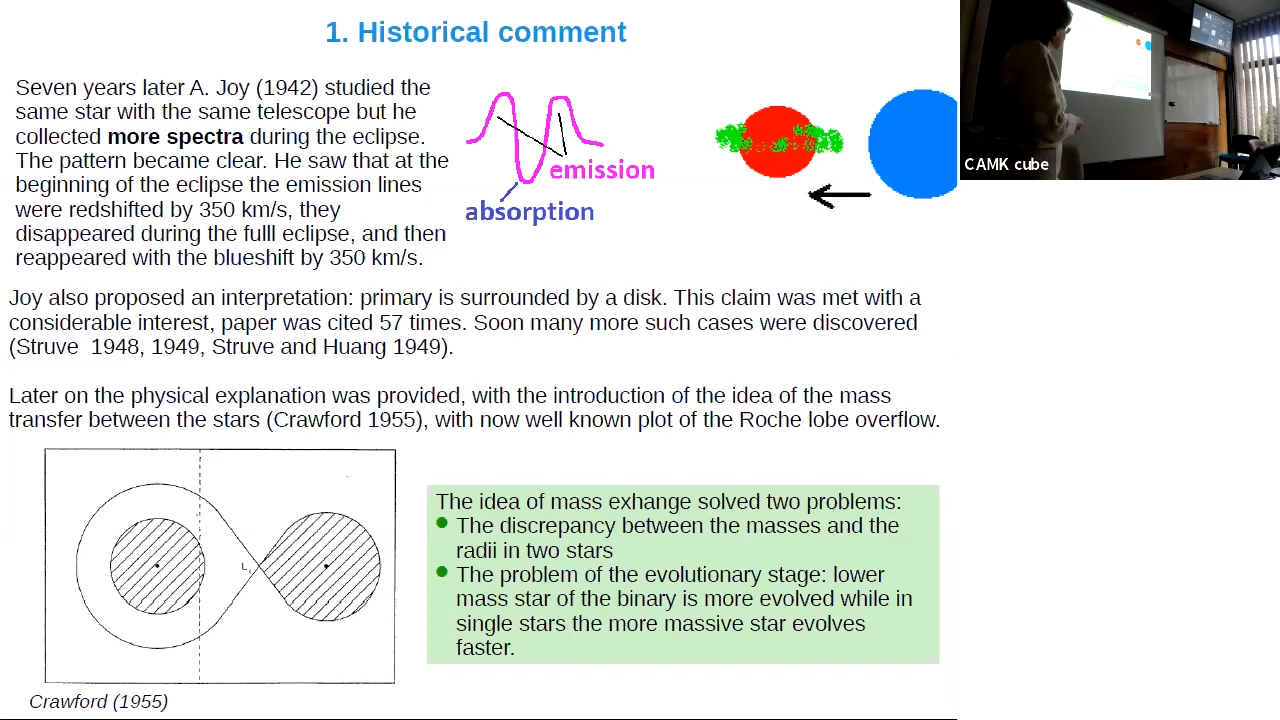 1. Historical comment
Seven years later A. Joy (1942) studied the
same star with the same telescope but he
collected more spectra during the eclipse.
The pattern became clear. He saw that at the
beginning of the eclipse the emission lines
were redshifted by 350 km/s, they
disappeared during the fulll eclipse, and then
reappeared with the blueshift by 350 km/s.
emission
absorption
CAMK cube
Joy also proposed an interpretation: primary is surrounded by a disk. This claim was met with a
considerable interest, paper was cited 57 times. Soon many more such cases were discovered
(Struve 1948, 1949, Struve and Huang 1949).
Later on the physical explanation was provided, with the introduction of the idea of the mass
transfer between the stars (Crawford 1955), with now well known plot of the Roche lobe overflow.
L₁
Crawford (1955)
The idea of mass exhange solved two problems:
The discrepancy between the masses and the
radii in two stars
The problem of the evolutionary stage: lower
mass star of the binary is more evolved while in
single stars the more massive star evolves
faster.